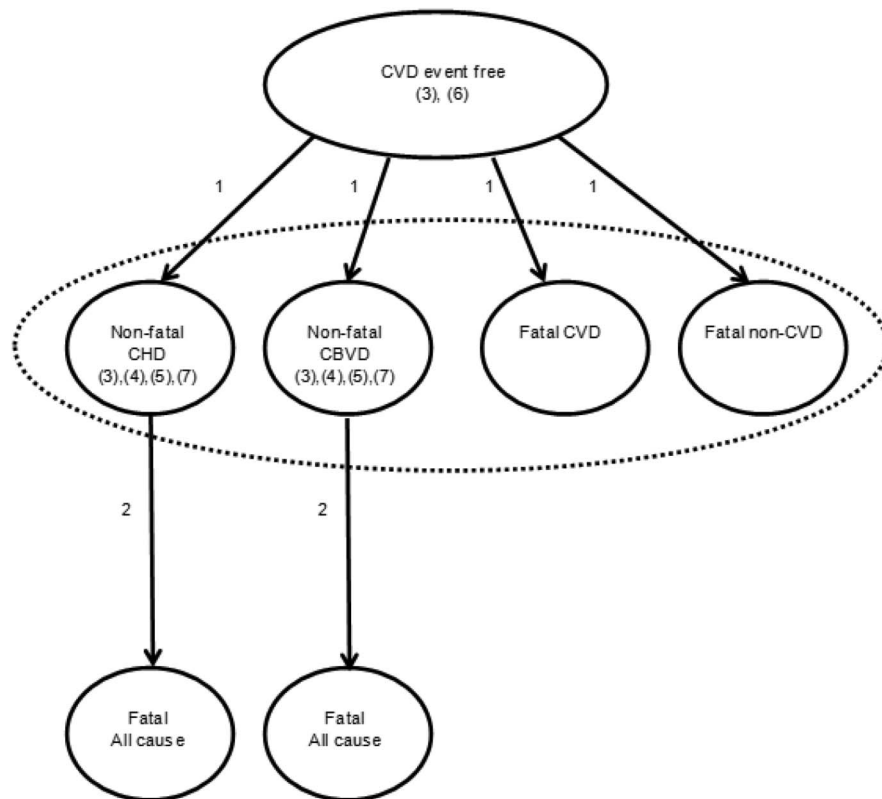 CVD event free
(3), (6)
1
1
1
1
Non-fatal
CHD
(3),(4),(5),(7)
Non-fatal
CBVD
(3),(4),(5),(7)
Fatal CVD
Fatal non-CVD
2
2
Fatal
All cause
Fatal
All cause